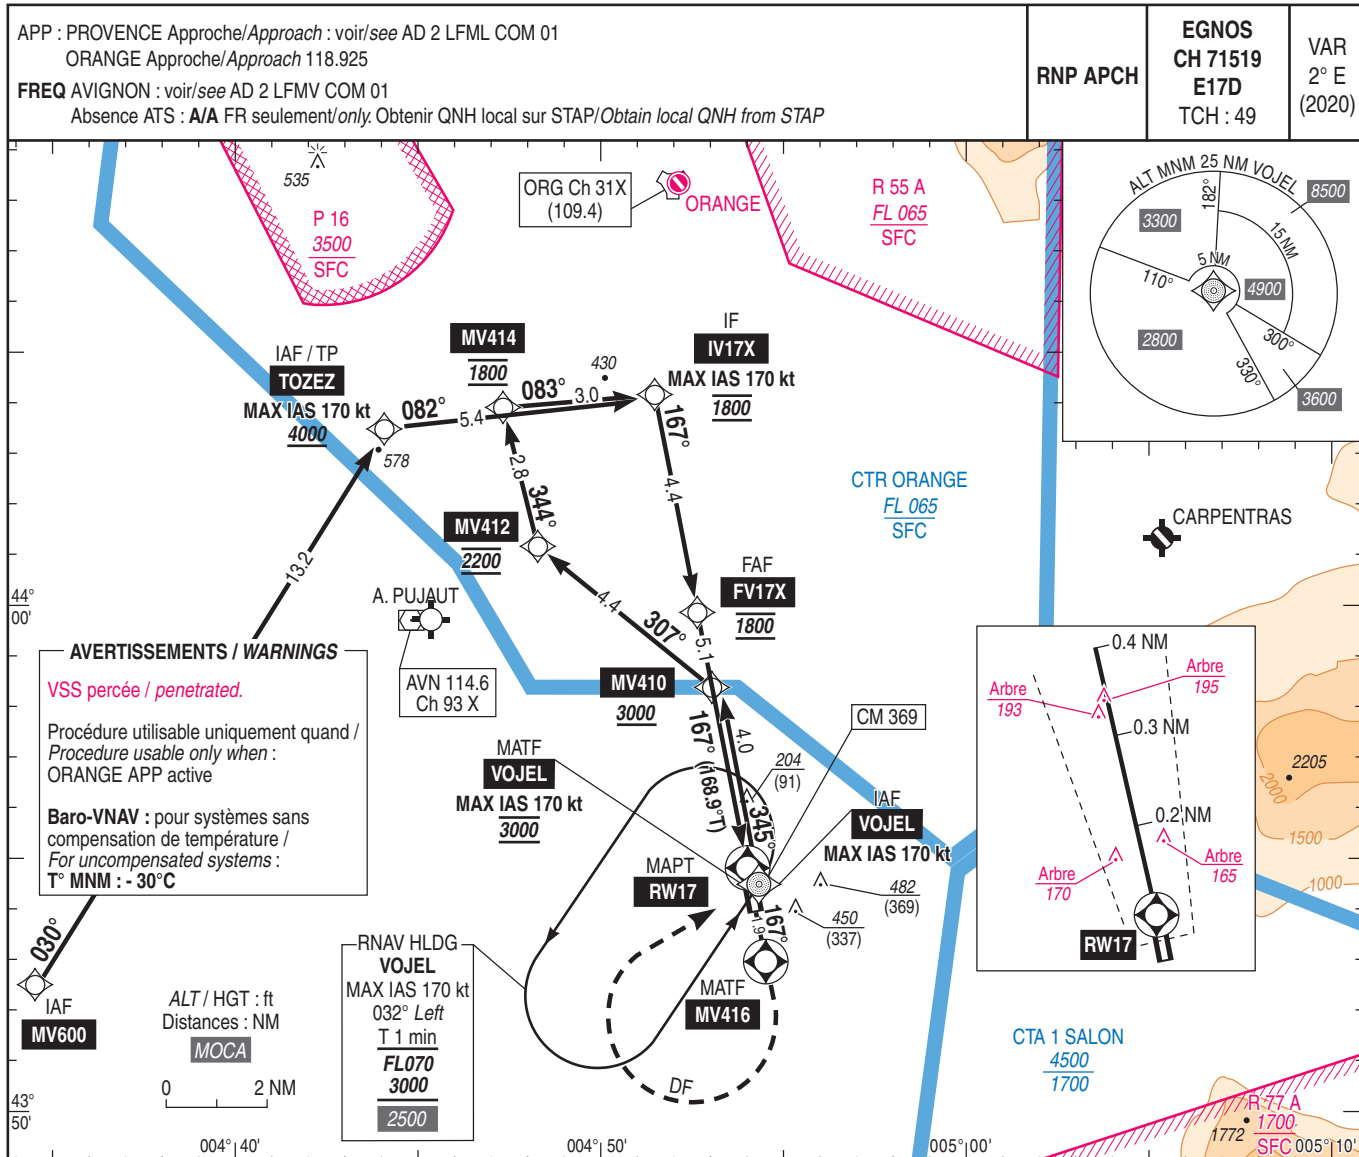 APP : PROVENCE Approche/Approach : voir/see AD 2 LFML COM 01
ORANGE Approche/Approach 118.925
FREQ AVIGNON : voir/see AD 2 LFMV COM 01
Absence ATS : A/A FR seulement/only. Obtenir QNH local sur STAP/Obtain local QNH from STAP
RNP APCH
EGNOS
CH 71519
E17D
TCH : 49
VAR
2° E
(2020)
535
P 16
3500
SFC
ORG Ch 31X
(109.4)
ORANGE
R 55 A
FL 065
SFC
ALT MNM 25 NM VOJEL
8500
3300
182°
15 NM
5 NM
110°
4900
2800
300°
330°
3600
IAF / TP
TOZEZ
MAX IAS 170 kt
4000
578
MV414
1800
082°
5.4
083°
3.0
430
IF
IV17X
MAX IAS 170 kt
1800
167°
4.4
2.8
344°
MV412
2200
13.2
CTR ORANGE
FL 065
SFC
CARPENTRAS
FAF
FV17X
1800
5.1
4.4
307°
A. PUJAUT
AVN 114.6
Ch 93 X
44°
00'
MV410
3000
AVERTISSEMENTS / WARNINGS
VSS percée / penetrated.
Procédure utilisable uniquement quand /
Procedure usable only when :
ORANGE APP active
Baro-VNAV : pour systèmes sans
compensation de température /
For uncompensated systems :
T° MNM : - 30°C
MATF
VOJEL
MAX IAS 170 kt
3000
167° (168.9°T)
4.0
345°
204
(91)
CM 369
IAF
VOJEL
MAX IAS 170 kt
MAPT
RW17
482
(369)
450
(337)
1.9
167°
MATF
MV416
DF
0.4 NM
Arbre
195
Arbre
193
0.3 NM
0.2 NM
Arbre
170
Arbre
165
RW17
2205
2000
1500
1000
030°
IAF
MV600
ALT / HGT : ft
Distances : NM
MOCA
0 2 NM
RNAV HLDG
VOJEL
MAX IAS 170 kt
032° Left
T 1 min
FL070
3000
2500
CTA 1 SALON
4500
1700
R 77 A
1700
SFC
1772
43°
50'
004°40'
004°50'
005°00'
005°10'